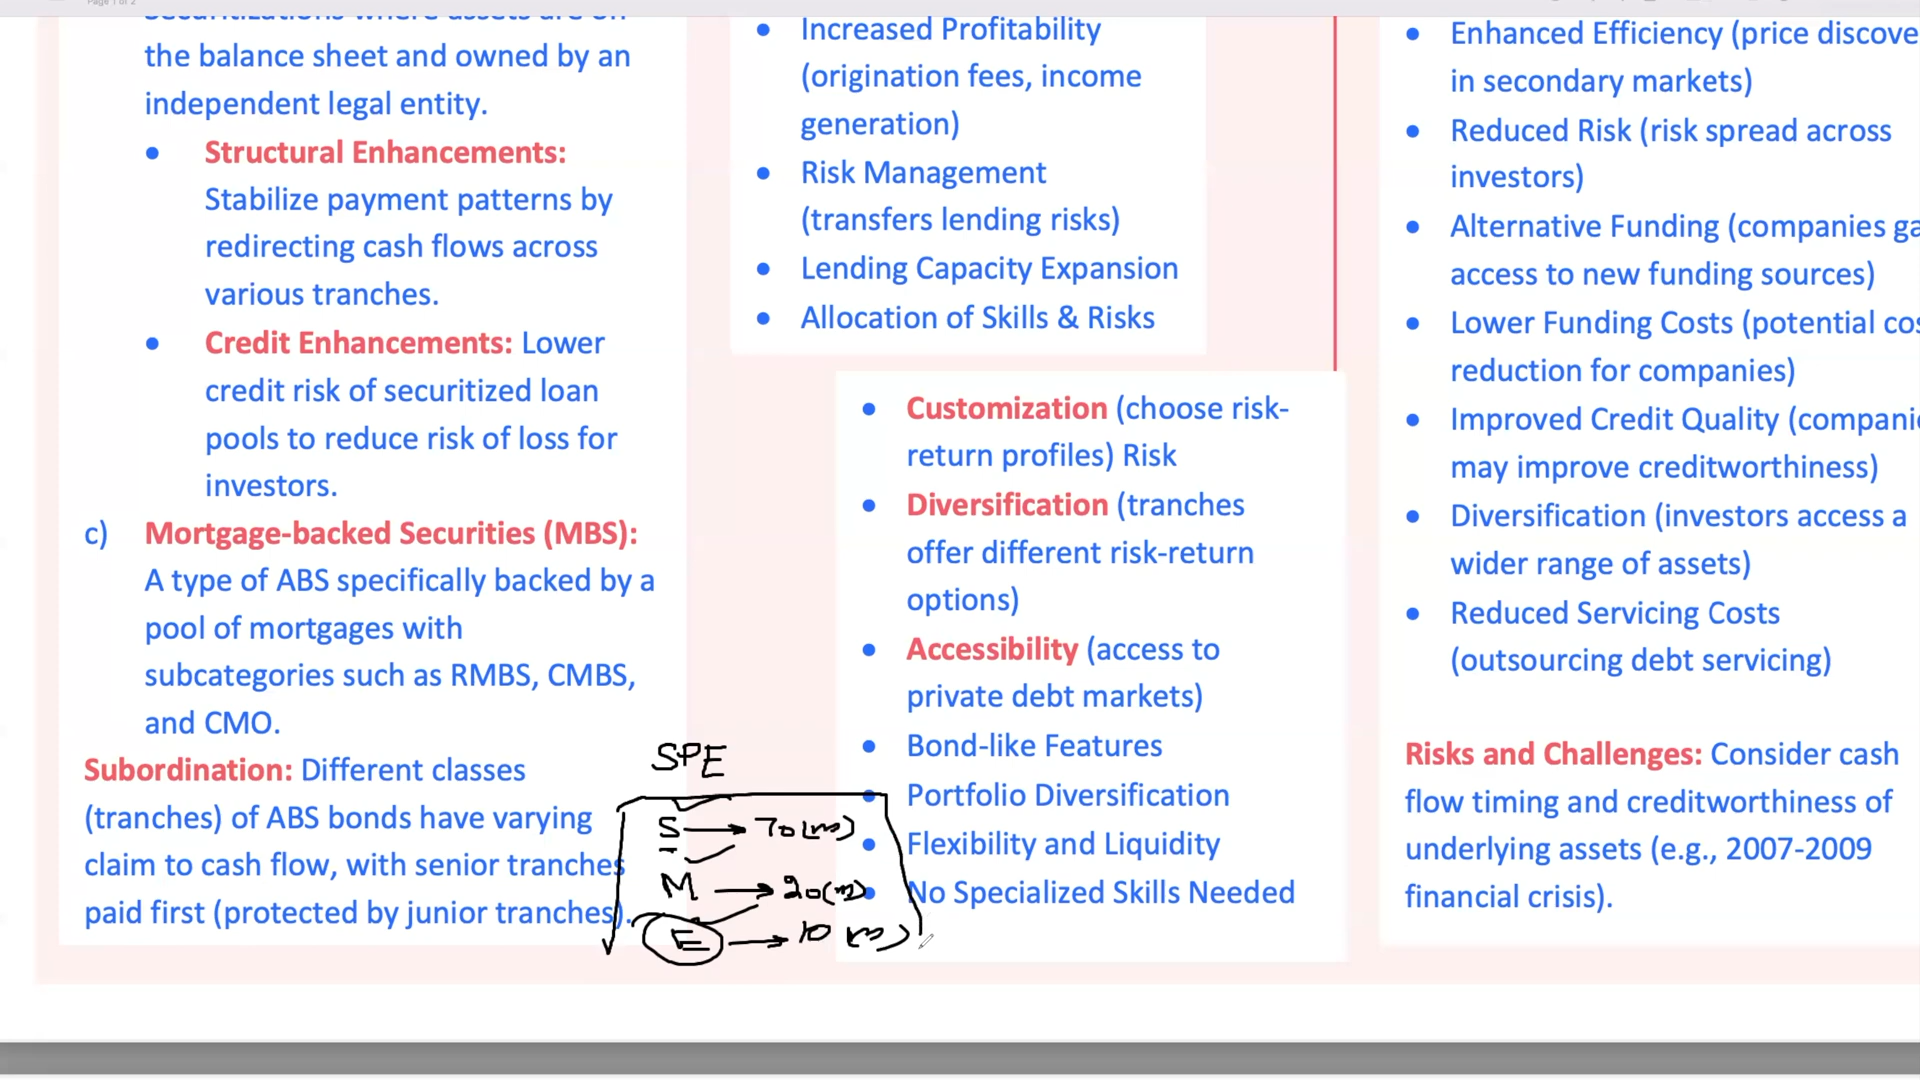 Page 1 of 2
securitizations where assets are on
the balance sheet and owned by an
independent legal entity.
• Structural Enhancements:
Stabilize payment patterns by
redirecting cash flows across
various tranches.
• Credit Enhancements: Lower
credit risk of securitized loan
pools to reduce risk of loss for
investors.
c) Mortgage-backed Securities (MBS):
A type of ABS specifically backed by a
pool of mortgages with
subcategories such as RMBS, CMBS,
and CMO.
Subordination: Different classes
(tranches) of ABS bonds have varying
claim to cash flow, with senior tranches
paid first (protected by junior tranches).
SPE
S → 70(m)
M → 20(m)
E → 10 (m)
• Increased Profitability
(origination fees, income
generation)
• Risk Management
(transfers lending risks)
• Lending Capacity Expansion
• Allocation of Skills & Risks
• Customization (choose risk-
return profiles) Risk
• Diversification (tranches
offer different risk-return
options)
• Accessibility (access to
private debt markets)
• Bond-like Features
• Portfolio Diversification
• Flexibility and Liquidity
• No Specialized Skills Needed
• Enhanced Efficiency (price discove
in secondary markets)
• Reduced Risk (risk spread across
investors)
• Alternative Funding (companies ga
access to new funding sources)
• Lower Funding Costs (potential cos
reduction for companies)
• Improved Credit Quality (compani
may improve creditworthiness)
• Diversification (investors access a
wider range of assets)
• Reduced Servicing Costs
(outsourcing debt servicing)
Risks and Challenges: Consider cash
flow timing and creditworthiness of
underlying assets (e.g., 2007-2009
financial crisis).